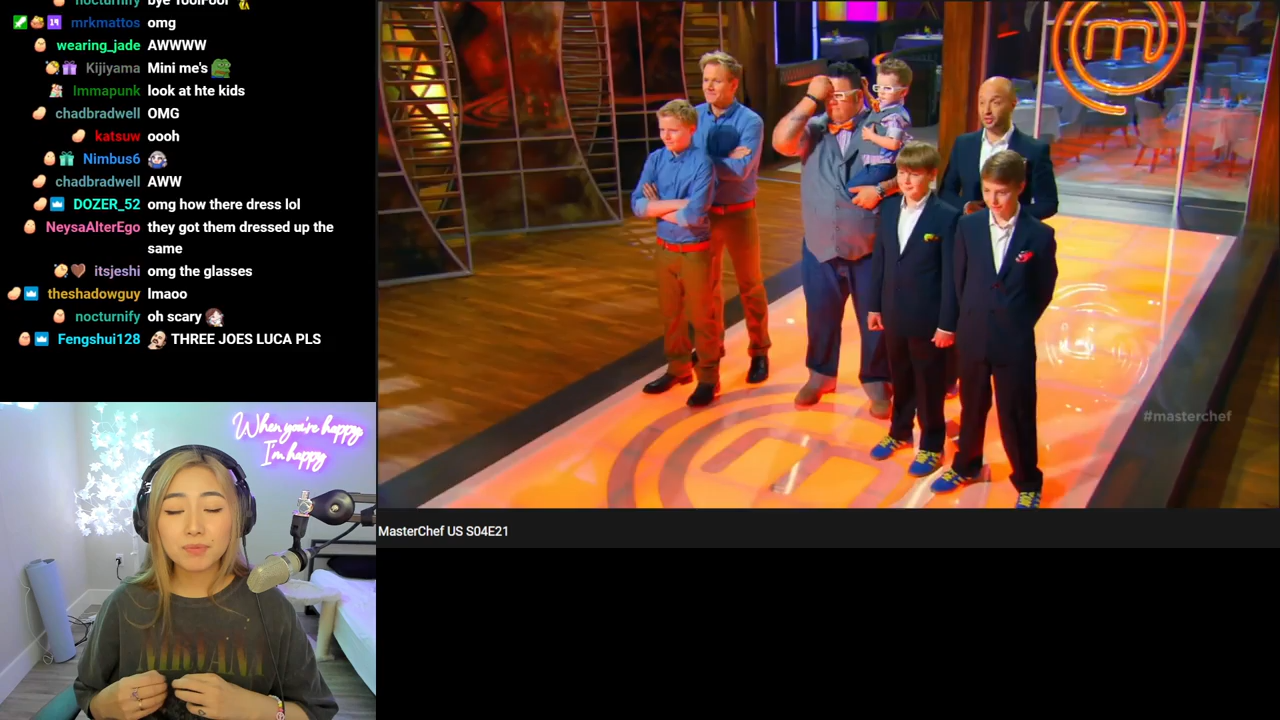 mrkmattos omg
wearing_jade AWWWW
Kijiyama Mini me's
Immapunk look at hte kids
chadbradwell OMG
katsuw oooh
Nimbus6
chadbradwell AWW
DOZER_52 omg how there dress lol
NeysaAlterEgo they got them dressed up the
same
itsjeshi omg the glasses
theshadowguy lmaoo
nocturnify oh scary
Fengshui128 THREE JOES LUCA PLS
When you're happy
I'm happy
NIRVANA
#masterchef
MasterChef US S04E21